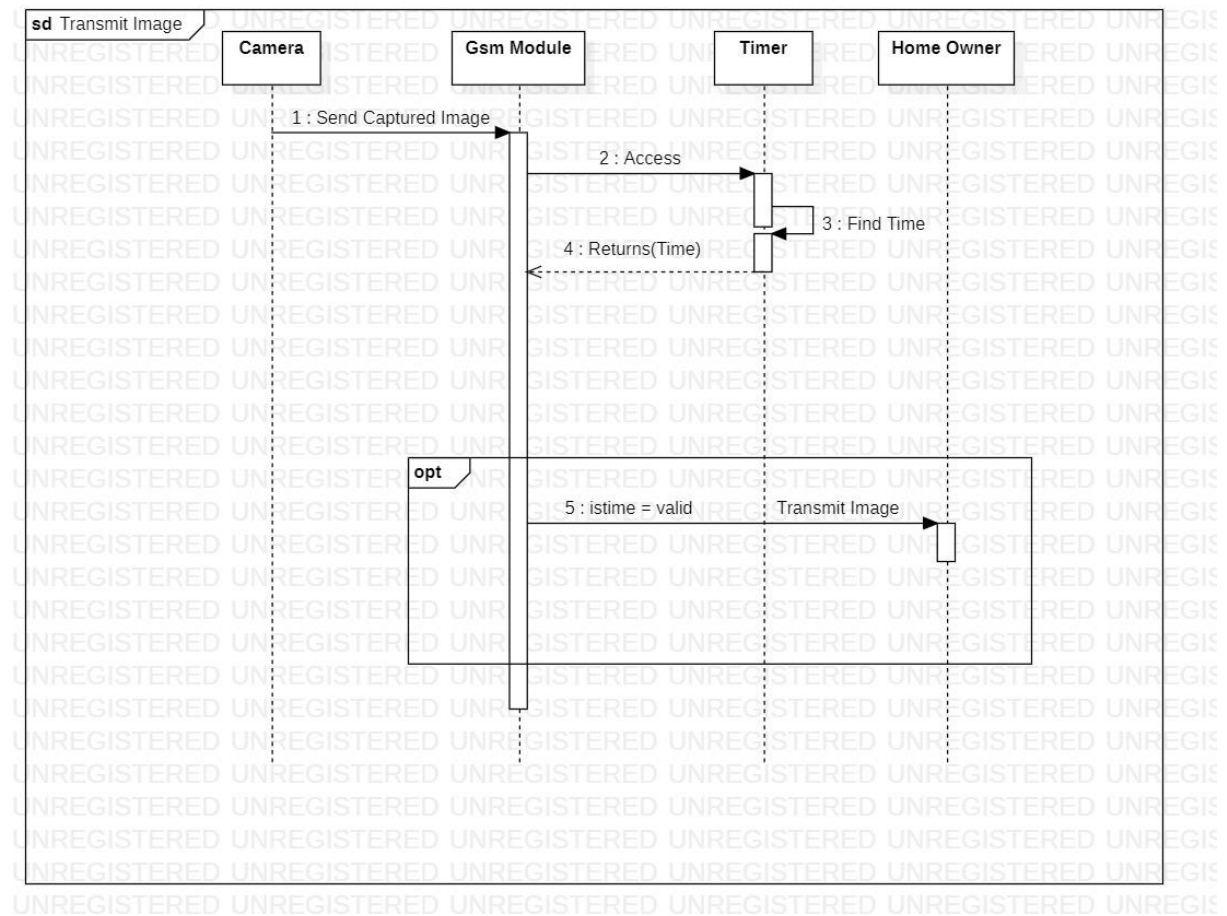 sd Transmit Image
Camera
Gsm Module
Timer
Home Owner
1 : Send Captured Image
2 : Access
3 : Find Time
4 : Returns(Time)
opt
5 : istime = valid Transmit Image
UNREGISTERED UNREGISTERED UNREGISTERED UNREGISTERED UNREGISTERED UNREGIS